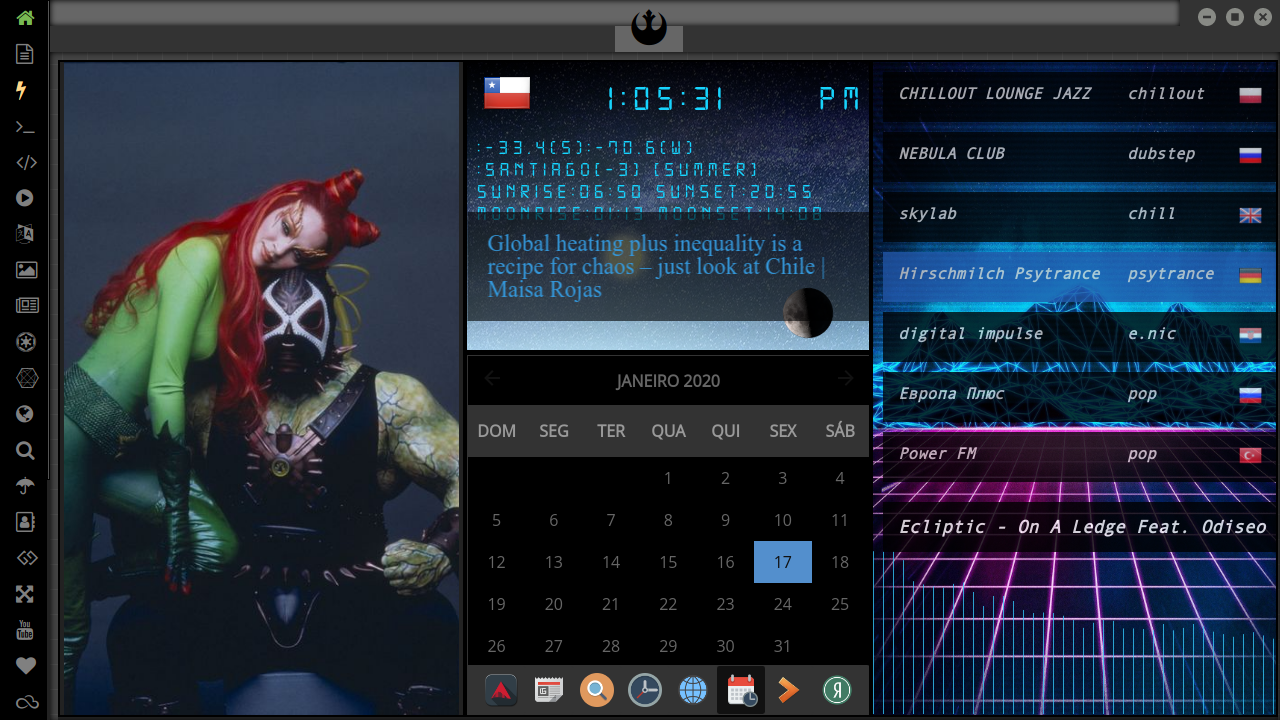 1:05:31 PM
:-33.4(S):-70.6(W)
:SANTIAGO(-3) (SUMMER)
SUNRISE:06:50 SUNSET:20:55
MOONRISE:01:13 MOONSET:14:08
Global heating plus inequality is a
recipe for chaos – just look at Chile |
Maisa Rojas
JANEIRO 2020
DOM SEG TER QUA QUI SEX SÁB
1 2 3 4
5 6 7 8 9 10 11
12 13 14 15 16 17 18
19 20 21 22 23 24 25
26 27 28 29 30 31
CHILLOUT LOUNGE JAZZ chillout
NEBULA CLUB dubstep
skylab chill
Hirschmilch Psytrance psytrance
digital impulse e.nic
Европа Плюс pop
Power FM pop
Ecliptic - On A Ledge Feat. Odiseo
You
Tube
Я